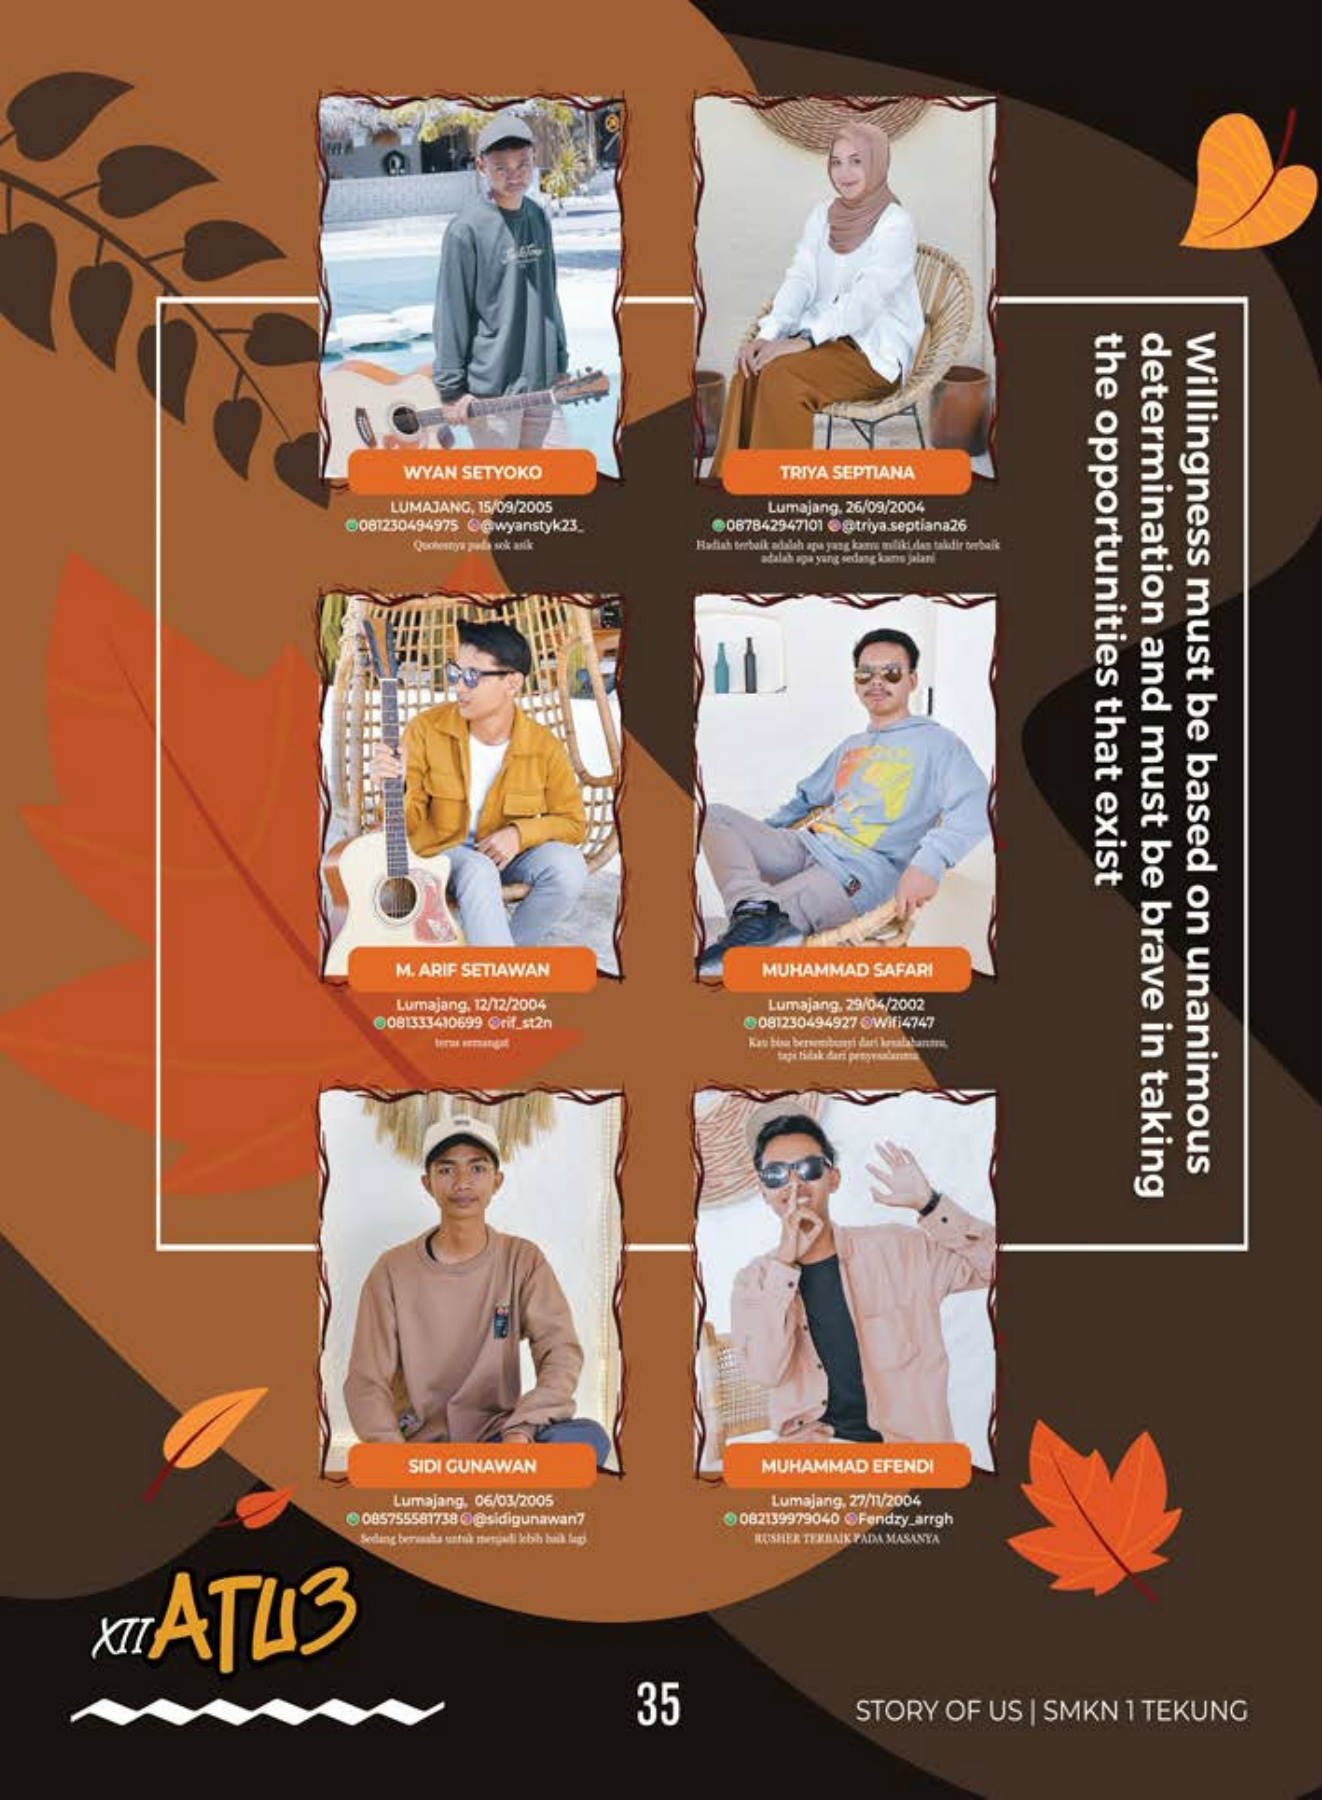 WYAN SETYOKO
LUMAJANG, 15/09/2005
081230494975 @wyanstyk23_
Quotesnya pada sok asik
TRIYA SEPTIANA
Lumajang, 26/09/2004
087842947101 @triya.septiana26
Hadiah terbaik adalah apa yang kamu miliki,dan takdir terbaik
adalah apa yang sedang kamu jalani
M. ARIF SETIAWAN
Lumajang, 12/12/2004
081333410699 rif_st2n
terus semangat
MUHAMMAD SAFARI
Lumajang, 29/04/2002
081230494927 Wifi4747
Kau bisa bersembunyi dari kesalahanmu,
tapi tidak dari penyesalanmu
SIDI GUNAWAN
Lumajang, 06/03/2005
085755581738 @sidigunawan7
Sedang berusaha untuk menjadi lebih baik lagi
MUHAMMAD EFENDI
Lumajang, 27/11/2004
082139979040 Fendzy_arrgh
RUSHER TERBAIK PADA MASANYA
Willingness must be based on unanimous
determination and must be brave in taking
the opportunities that exist
XII ATU3
35
STORY OF US | SMKN 1 TEKUNG